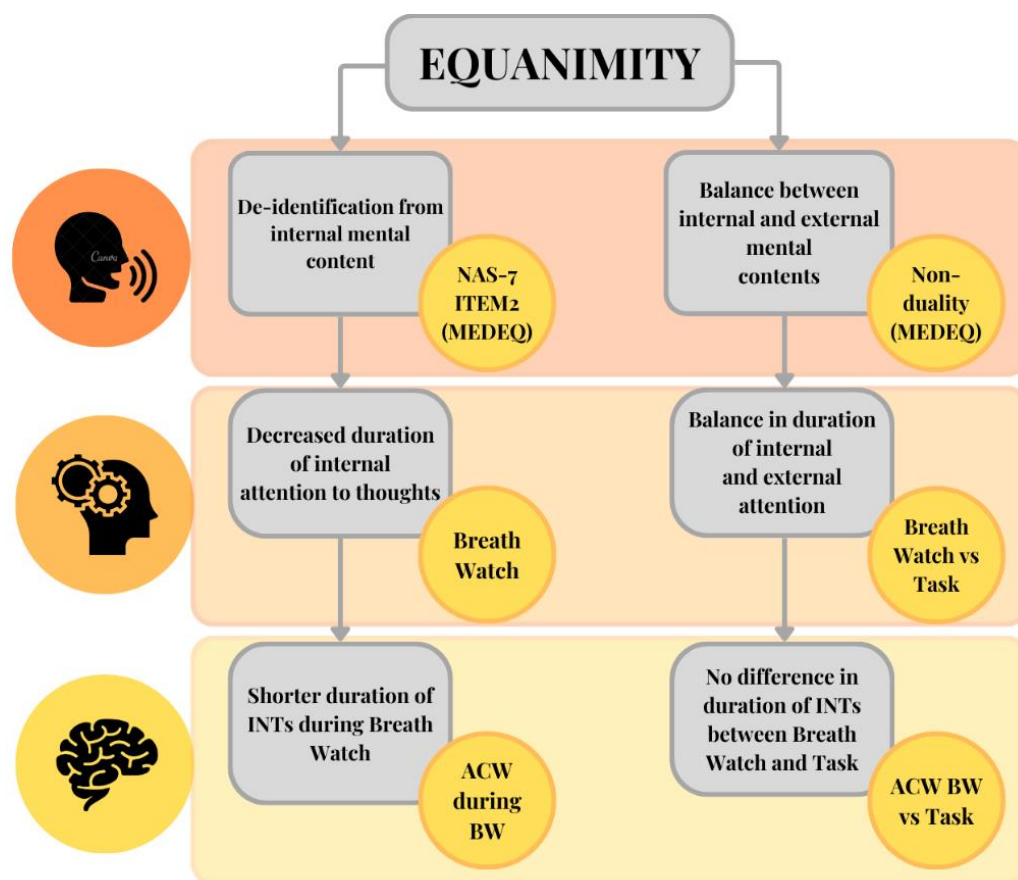 EQUANIMITY
De-identification from
internal mental
content
NAS-7
ITEM2
(MEDEQ)
Balance between
internal and external
mental
contents
Non-
duality
(MEDEQ)
Canva
Decreased duration
of internal
attention to thoughts
Breath
Watch
Balance in duration
of internal
and external
attention
Breath
Watch vs
Task
Shorter duration of
INTs during Breath
Watch
ACW
during
BW
No difference in
duration of INTs
between Breath
Watch and Task
ACW BW
vs Task